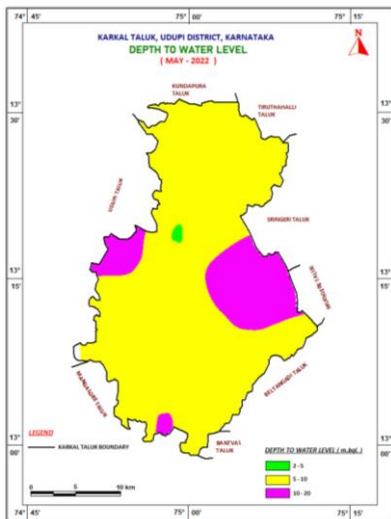 74° 45' 75° 00' 75° 15'
KARKAL TALUK, UDUPI DISTRICT, KARNATAKA
DEPTH TO WATER LEVEL
( MAY - 2022 )
N
KUNDAPURA
TALUK
13°
30'
13°
30'
TIRUTHAHALLI
TALUK
UDUPI TALUK
SRINGERI TALUK
13°
15'
13°
15'
TALUK
MANGALORE TALUK
BELTANGADI TALUK
13°
00'
13°
00'
BANTVAL
TALUK
LEGEND
KARKAL TALUK BOUNDARY
DEPTH TO WATER LEVEL ( m.bgl. )
2 - 5
5 - 10
10 - 20
0 5 10 km
74° 45' 75° 00' 75° 15'